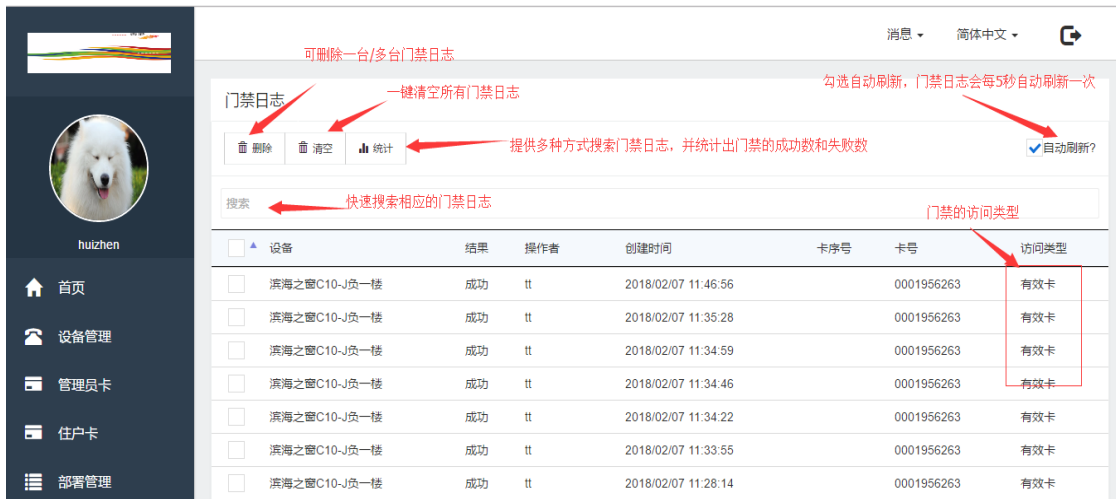 消息 简体中文
可删除一台/多台门禁日志
勾选自动刷新，门禁日志会每5秒自动刷新一次
门禁日志
一键清空所有门禁日志
删除 清空 统计 提供多种方式搜索门禁日志，并统计出门禁的成功数和失败数 自动刷新?
搜索 快速搜索相应的门禁日志
门禁的访问类型
huizhen
设备 结果 操作者 创建时间 卡序号 卡号 访问类型
首页
滨海之窗C10-J负一楼 成功 tt 2018/02/07 11:46:56 0001956263 有效卡
滨海之窗C10-J负一楼 成功 tt 2018/02/07 11:35:28 0001956263 有效卡
设备管理
滨海之窗C10-J负一楼 成功 tt 2018/02/07 11:34:59 0001956263 有效卡
管理员卡
滨海之窗C10-J负一楼 成功 tt 2018/02/07 11:34:46 0001956263 有效卡
滨海之窗C10-J负一楼 成功 tt 2018/02/07 11:34:22 0001956263 有效卡
住户卡
滨海之窗C10-J负一楼 成功 tt 2018/02/07 11:33:55 0001956263 有效卡
部署管理
滨海之窗C10-J负一楼 成功 tt 2018/02/07 11:28:14 0001956263 有效卡